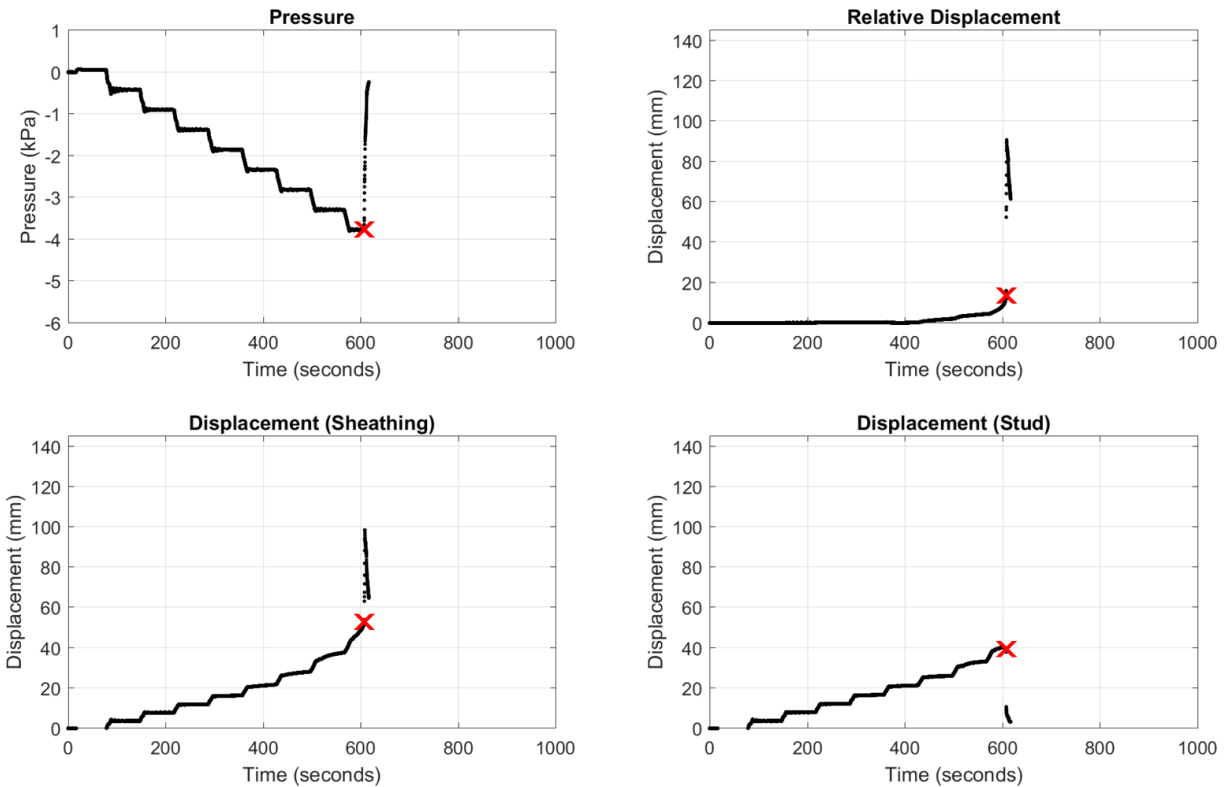 Pressure
1
0
-1
-2
-3
-4
-5
-6
Pressure (kPa)
0 200 400 600 800 1000
Time (seconds)
Relative Displacement
140
120
100
80
60
40
20
0
Displacement (mm)
0 200 400 600 800 1000
Time (seconds)
Displacement (Sheathing)
140
120
100
80
60
40
20
0
Displacement (mm)
0 200 400 600 800 1000
Time (seconds)
Displacement (Stud)
140
120
100
80
60
40
20
0
Displacement (mm)
0 200 400 600 800 1000
Time (seconds)